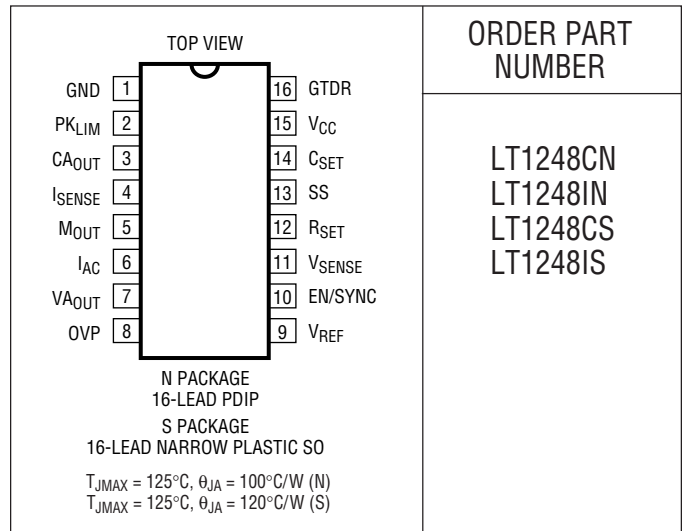 TOP VIEW
GND 1
PKLIM 2
CAOUT 3
ISENSE 4
MOUT 5
IAC 6
VAOUT 7
OVP 8
16 GTDR
15 VCC
14 CSET
13 SS
12 RSET
11 VSENSE
10 EN/SYNC
9 VREF
N PACKAGE
16-LEAD PDIP
S PACKAGE
16-LEAD NARROW PLASTIC SO
TJMAX = 125°C, θJA = 100°C/W (N)
TJMAX = 125°C, θJA = 120°C/W (S)
ORDER PART
NUMBER
LT1248CN
LT1248IN
LT1248CS
LT1248IS